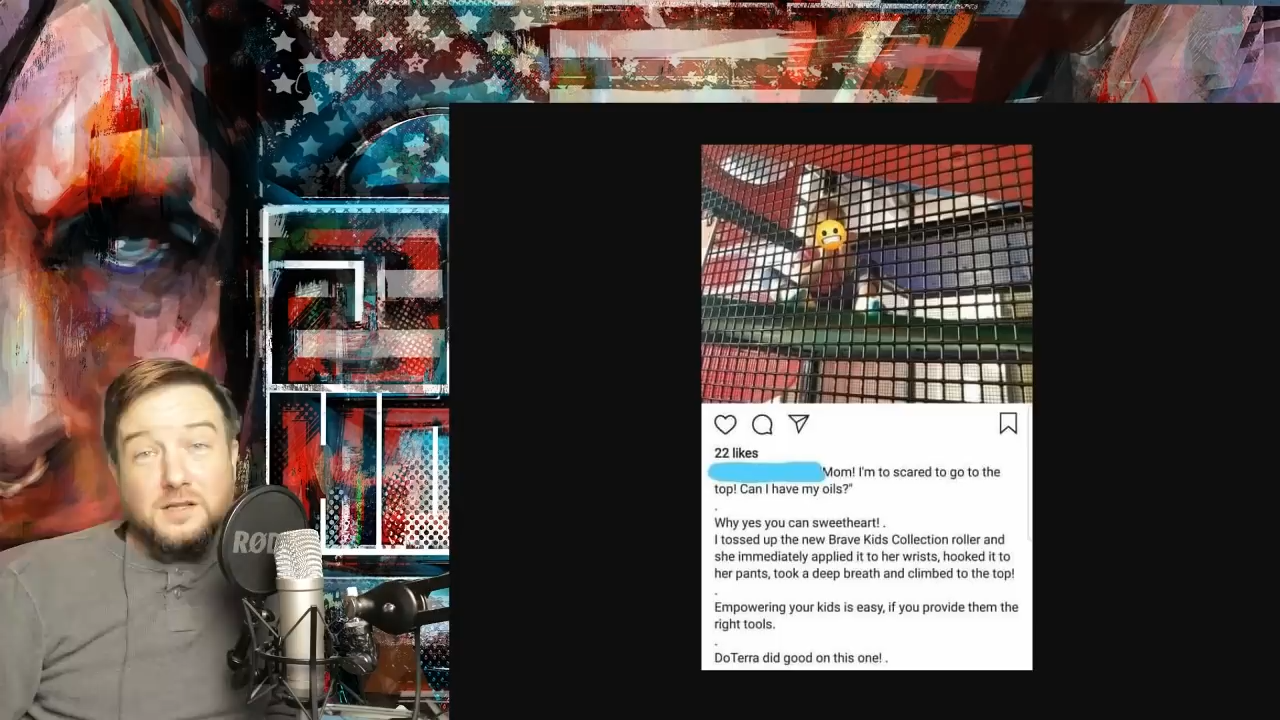 RØD
22 likes
Mom! I'm to scared to go to the
top! Can I have my oils?"
.
Why yes you can sweetheart! .
I tossed up the new Brave Kids Collection roller and
she immediately applied it to her wrists, hooked it to
her pants, took a deep breath and climbed to the top!
.
Empowering your kids is easy, if you provide them the
right tools.
.
DoTerra did good on this one! .